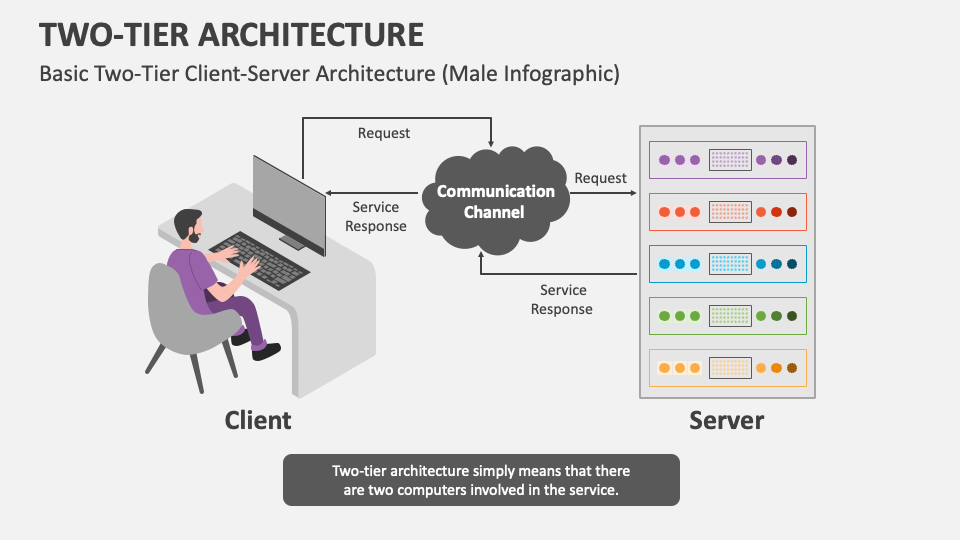 TWO-TIER ARCHITECTURE
Basic Two-Tier Client-Server Architecture (Male Infographic)
Request
Communication
Channel
Request
Service
Response
Service
Response
Client
Server
Two-tier architecture simply means that there
are two computers involved in the service.